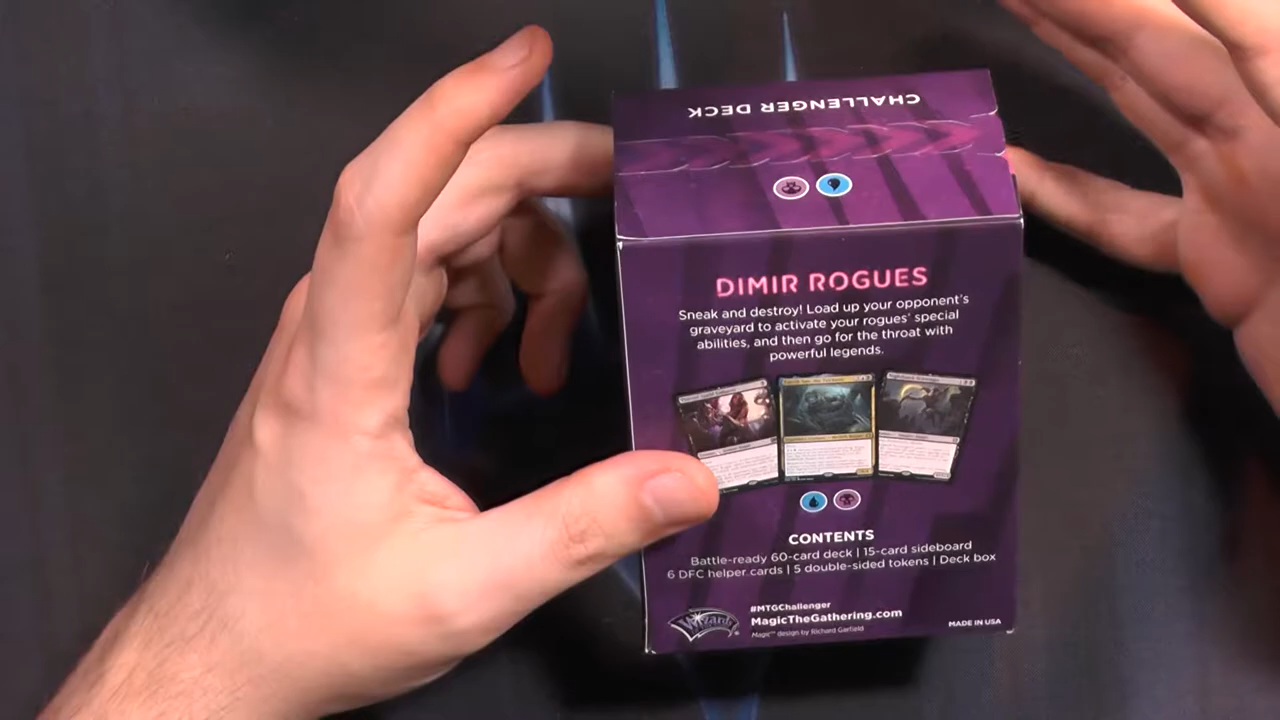 CHALLENGER DECK
DIMIR ROGUES
Sneak and destroy! Load up your opponent's
graveyard to activate your rogues' special
abilities, and then go for the throat with
powerful legends.
CONTENTS
Battle-ready 60-card deck | 15-card sideboard
6 DFC helper cards | 5 double-sided tokens | Deck box
#MTGChallenger
Wizards
MagicTheGathering.com
Magic™ design by Richard Garfield
MADE IN USA